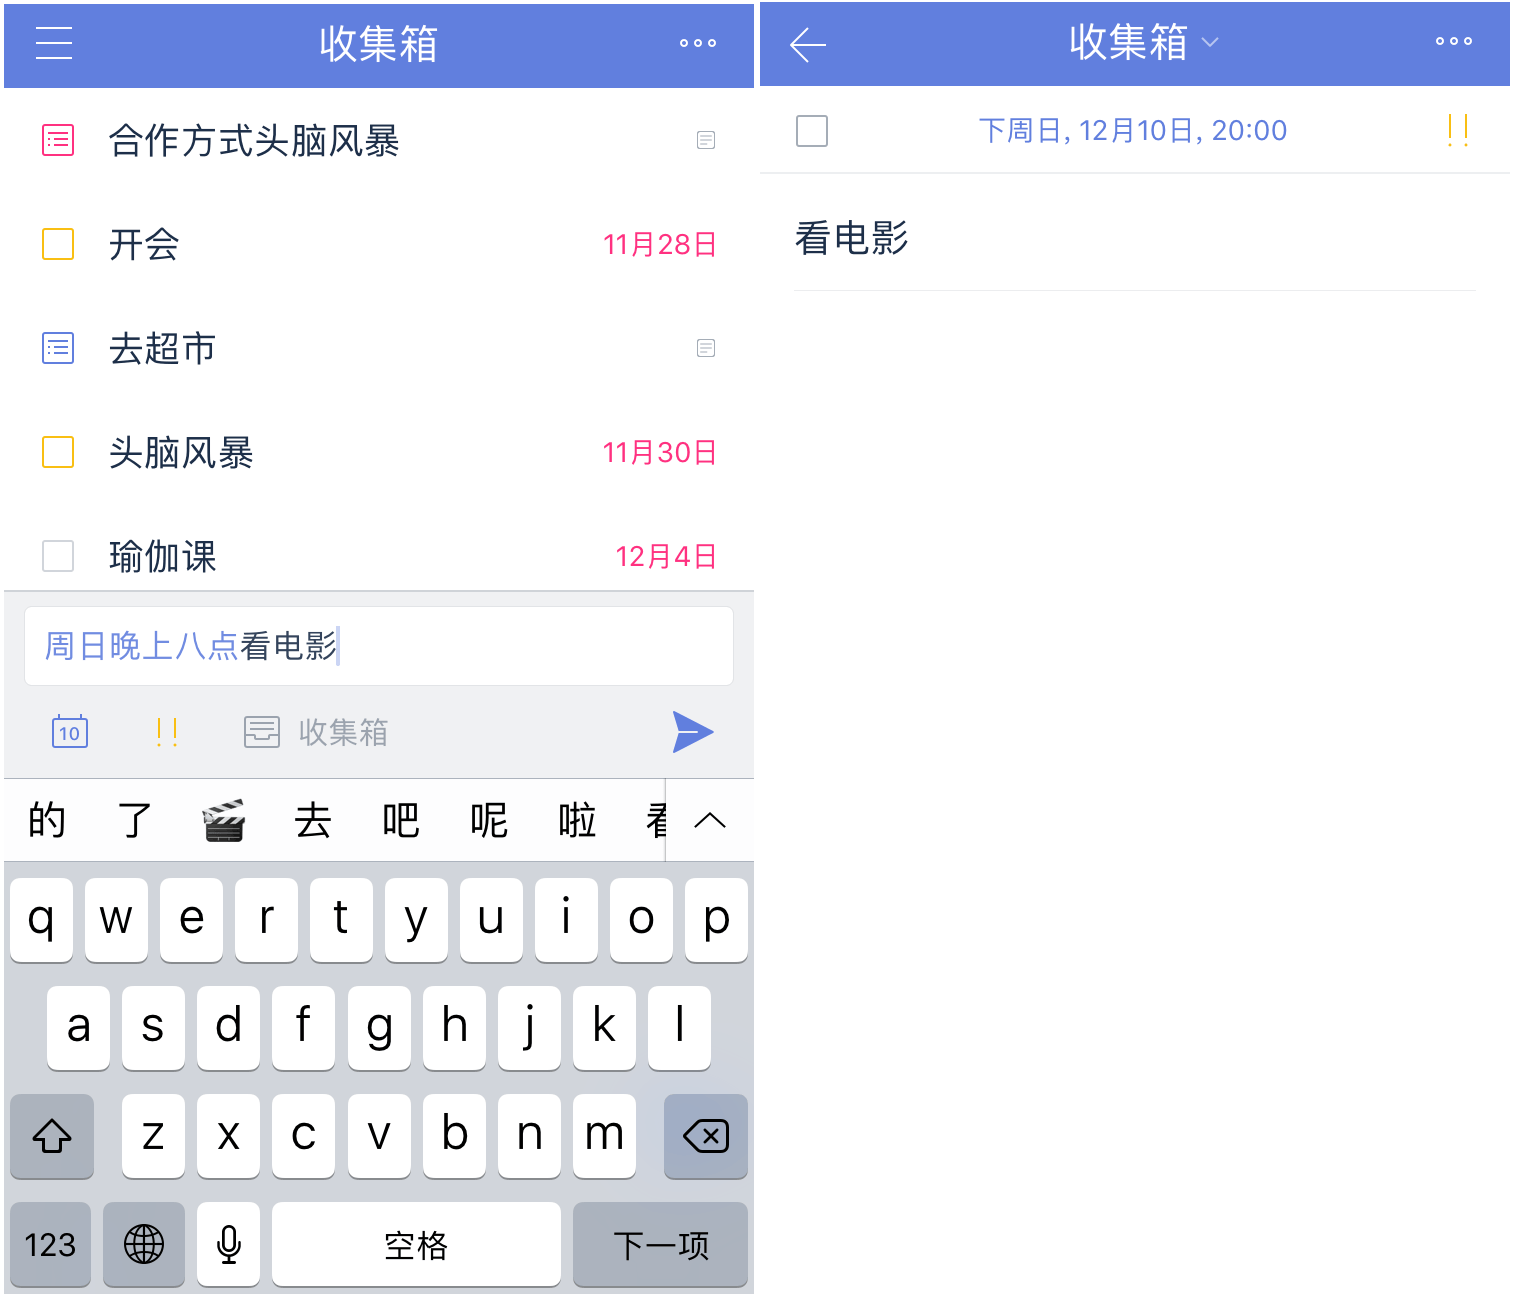 收集箱
合作方式头脑风暴
开会 11月28日
去超市
头脑风暴 11月30日
瑜伽课 12月4日
周日晚上八点看电影
10 !! 收集箱
的 了 去 吧 呢 啦 看
q w e r t y u i o p
a s d f g h j k l
z x c v b n m
123 空格 下一项
收集箱
下周日, 12月10日, 20:00 !!
看电影